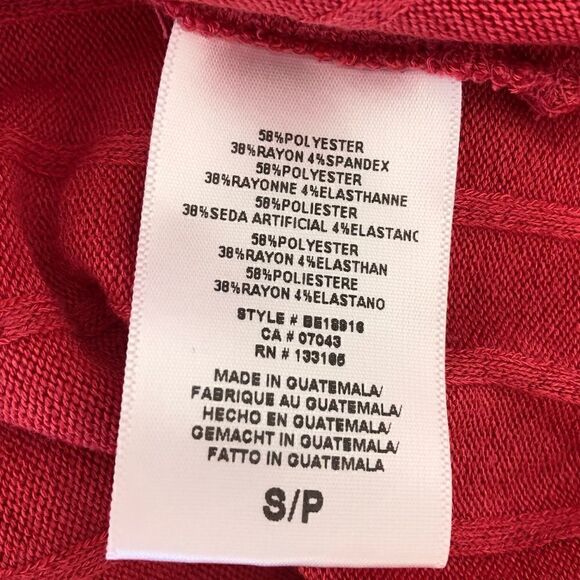 58%POLYESTER
38%RAYON 4%SPANDEX
58%POLYESTER
38%RAYONNE 4%ELASTHANNE
58%POLIESTER
38%SEDA ARTIFICIAL 4%ELASTANC
58%POLYESTER
38%RAYON 4%ELASTHAN
58%POLIESTERE
38%RAYON 4%ELASTANO
STYLE # BE18916
CA # 07043
RN # 133185
MADE IN GUATEMALA/
FABRIQUE AU GUATEMALA/
HECHO EN GUATEMALA/
GEMACHT IN GUATEMALA/
FATTO IN GUATEMALA
S/P